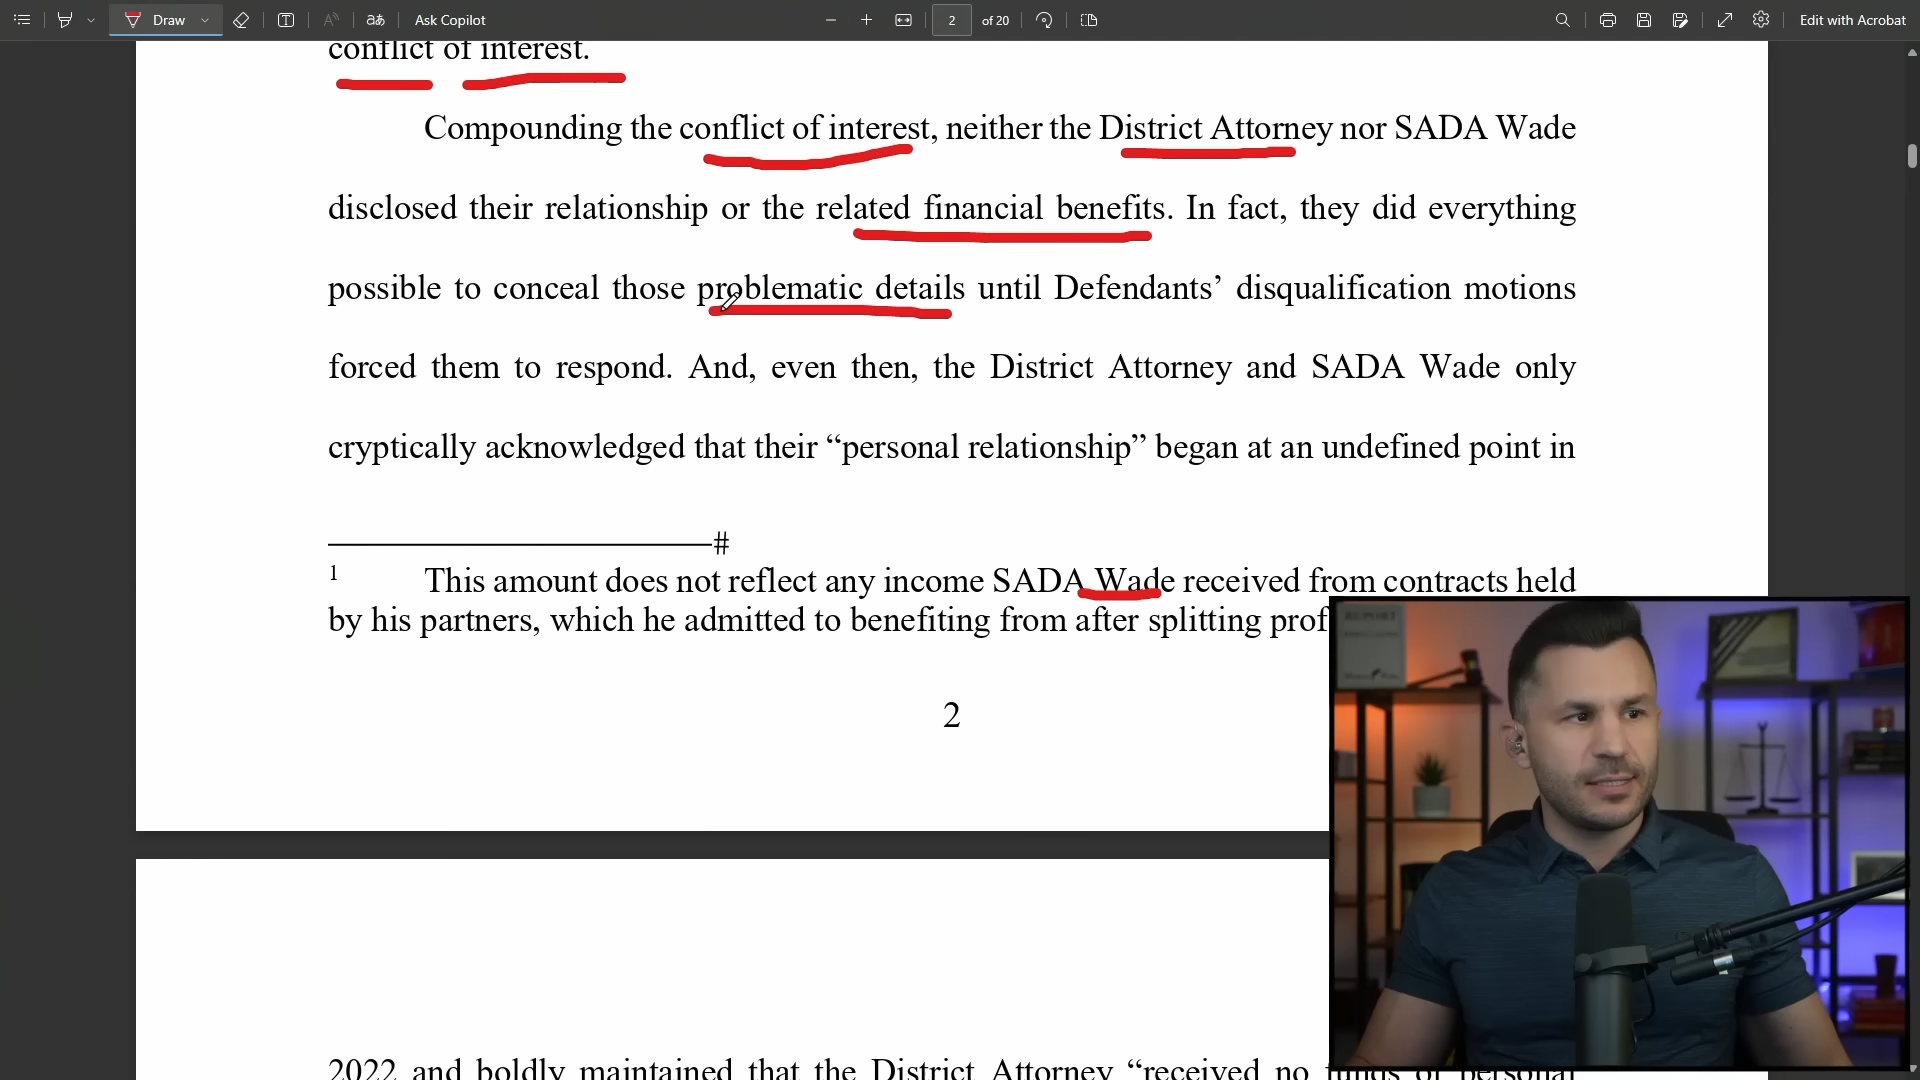 Draw
Ask Copilot
2 of 20
Edit with Acrobat
conflict of interest.
Compounding the conflict of interest, neither the District Attorney nor SADA Wade
disclosed their relationship or the related financial benefits. In fact, they did everything
possible to conceal those problematic details until Defendants’ disqualification motions
forced them to respond. And, even then, the District Attorney and SADA Wade only
cryptically acknowledged that their “personal relationship” began at an undefined point in
#
1 This amount does not reflect any income SADA Wade received from contracts held
by his partners, which he admitted to benefiting from after splitting prof
2
2022 and boldly maintained that the District Attorney “received no funds or personal
REPORT